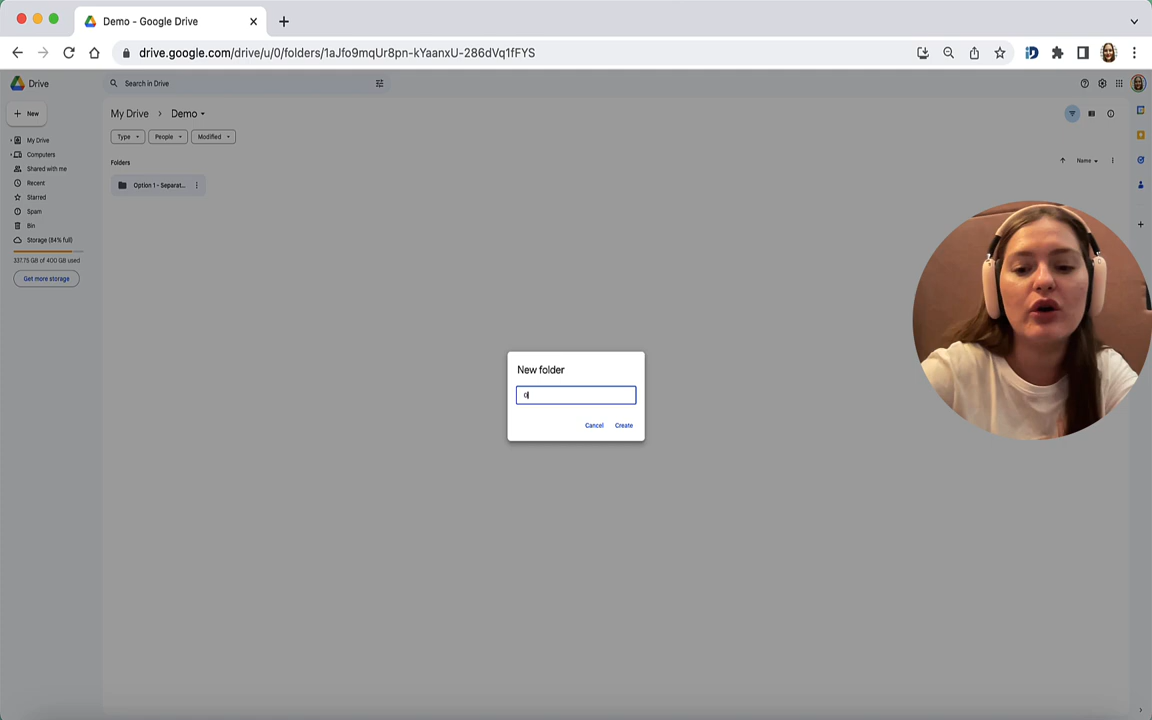 Demo - Google Drive
drive.google.com/drive/u/0/folders/1aJfo9mqUr8pn-kYaanxU-286dVq1fFYS
Drive
Search in Drive
New
My Drive > Demo
Type
People
Modified
My Drive
Computers
Shared with me
Recent
Starred
Spam
Bin
Storage (84% full)
337.75 GB of 400 GB used
Get more storage
Folders
Name
Option 1 - Separat...
New folder
O
Cancel
Create